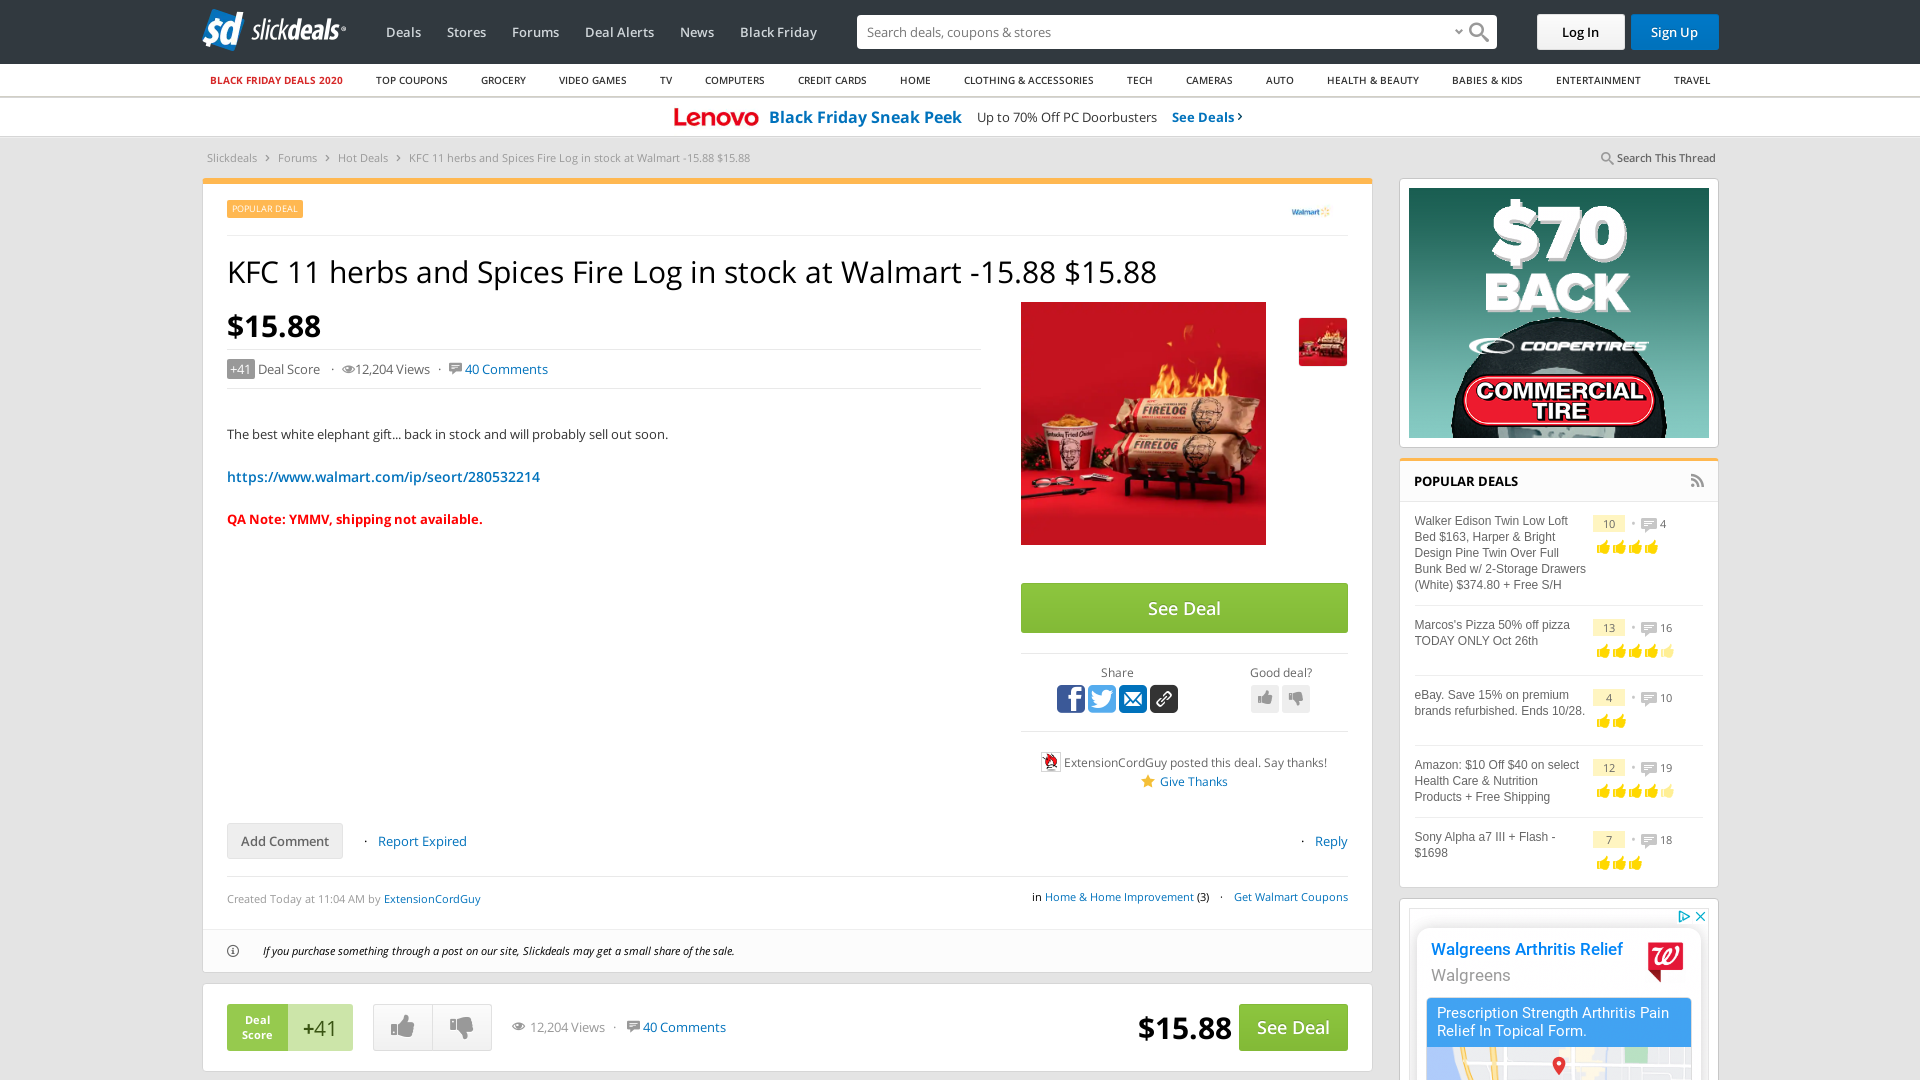 sd slickdeals
Deals Stores Forums Deal Alerts News Black Friday
Search deals, coupons & shops
Log In Sign Up
BLACK FRIDAY DEALS 2020 TOP COUPONS GROCERY VIDEO GAMES TV COMPUTERS CREDIT CARDS HOME CLOTHING & ACCESSORIES TECH CAMERAS AUTO HEALTH & BEAUTY BABIES & KIDS ENTERTAINMENT TRAVEL
Lenovo Black Friday Sneak Peek Up to 70% Off PC Doorbusters See Deals
Slickdeals Forums Hot Deals KFC 11 herbs and Spices Fire Log in stock at Walmart -15.88 $15.88
Search This Thread
POPULAR DEAL
Walmart
KFC 11 herbs and Spices Fire Log in stock at Walmart -15.88 $15.88
$15.88
+41 Deal Score · 12,204 Views · 40 Comments
The best white elephant gift... back in stock and will probably sell out soon.
https://www.walmart.com/ip/seort/280532214
QA Note: YMMV, shipping not available.
FIRELOG
FIRELOG
Kentucky Fried Chicken
See Deal
Share
Good deal?
ExtensionCordGuy posted this deal. Say thanks!
Give Thanks
Add Comment · Report Expired
· Reply
Created Today at 11:04 AM by ExtensionCordGuy
in Home & Home Improvement (3) · Get Walmart Coupons
If you purchase something through a post on our site, Slickdeals may get a small share of the sale.
Deal
Score
+41
12,204 Views · 40 Comments
$15.88
See Deal
$70
BACK
COOPERTIRES
COMMERCIAL
TIRE
POPULAR DEALS
Walker Edison Twin Low Loft
Bed $163, Harper & Bright
Design Pine Twin Over Full
Bunk Bed w/ 2-Storage Drawers
(White) $374.80 + Free S/H
10 • 4
Marcos's Pizza 50% off pizza
TODAY ONLY Oct 26th
13 • 16
eBay. Save 15% on premium
brands refurbished. Ends 10/28.
4 • 10
Amazon: $10 Off $40 on select
Health Care & Nutrition
Products + Free Shipping
12 • 19
Sony Alpha a7 III + Flash -
$1698
7 • 18
Walgreens Arthritis Relief
Walgreens
Prescription Strength Arthritis Pain
Relief In Topical Form.